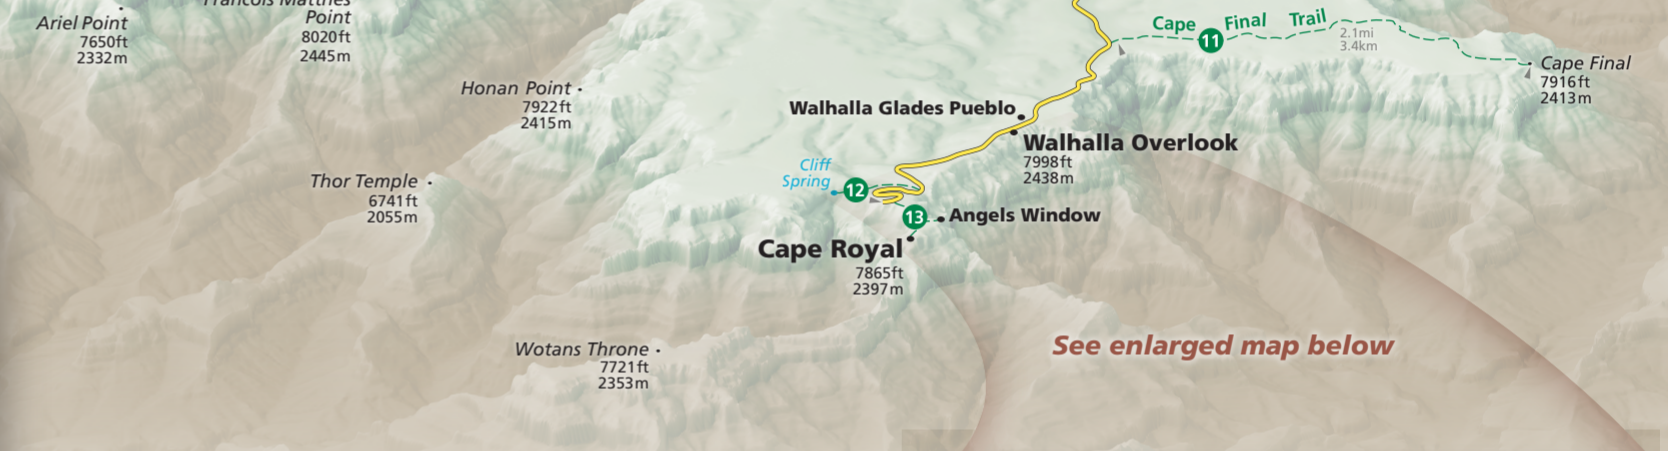 Francois Matthes
Point
8020ft
2445m
Ariel Point
7650ft
2332m
Cape Final Trail
11
2.1mi
3.4km
Cape Final
7916ft
2413m
Honan Point
7922ft
2415m
Walhalla Glades Pueblo
Walhalla Overlook
7998ft
2438m
Cliff
Spring
12
Thor Temple
6741ft
2055m
13
Angels Window
Cape Royal
7865ft
2397m
See enlarged map below
Wotans Throne
7721ft
2353m